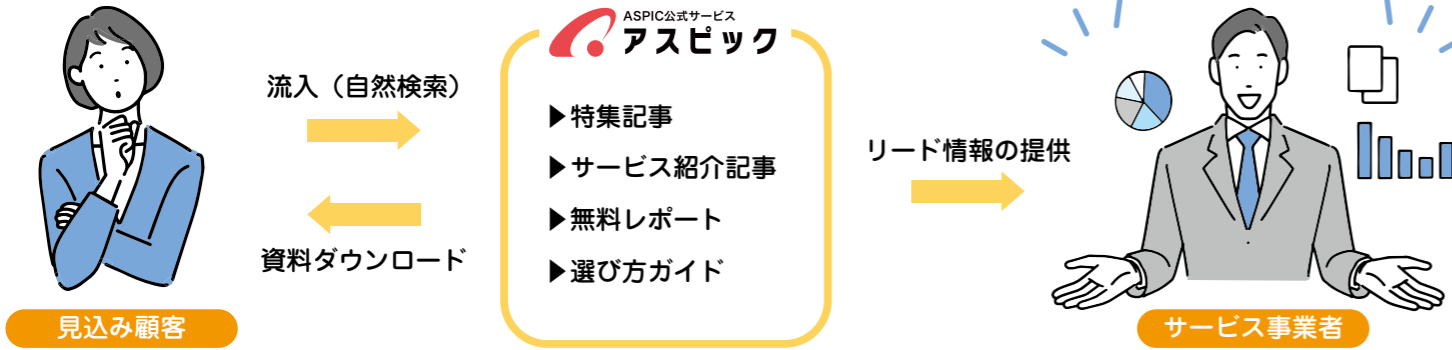 流入（自然検索）
資料ダウンロード
見込み顧客
ASPIC公式サービス
アスピック
▶特集記事
▶サービス紹介記事
▶無料レポート
▶選び方ガイド
リード情報の提供
サービス事業者